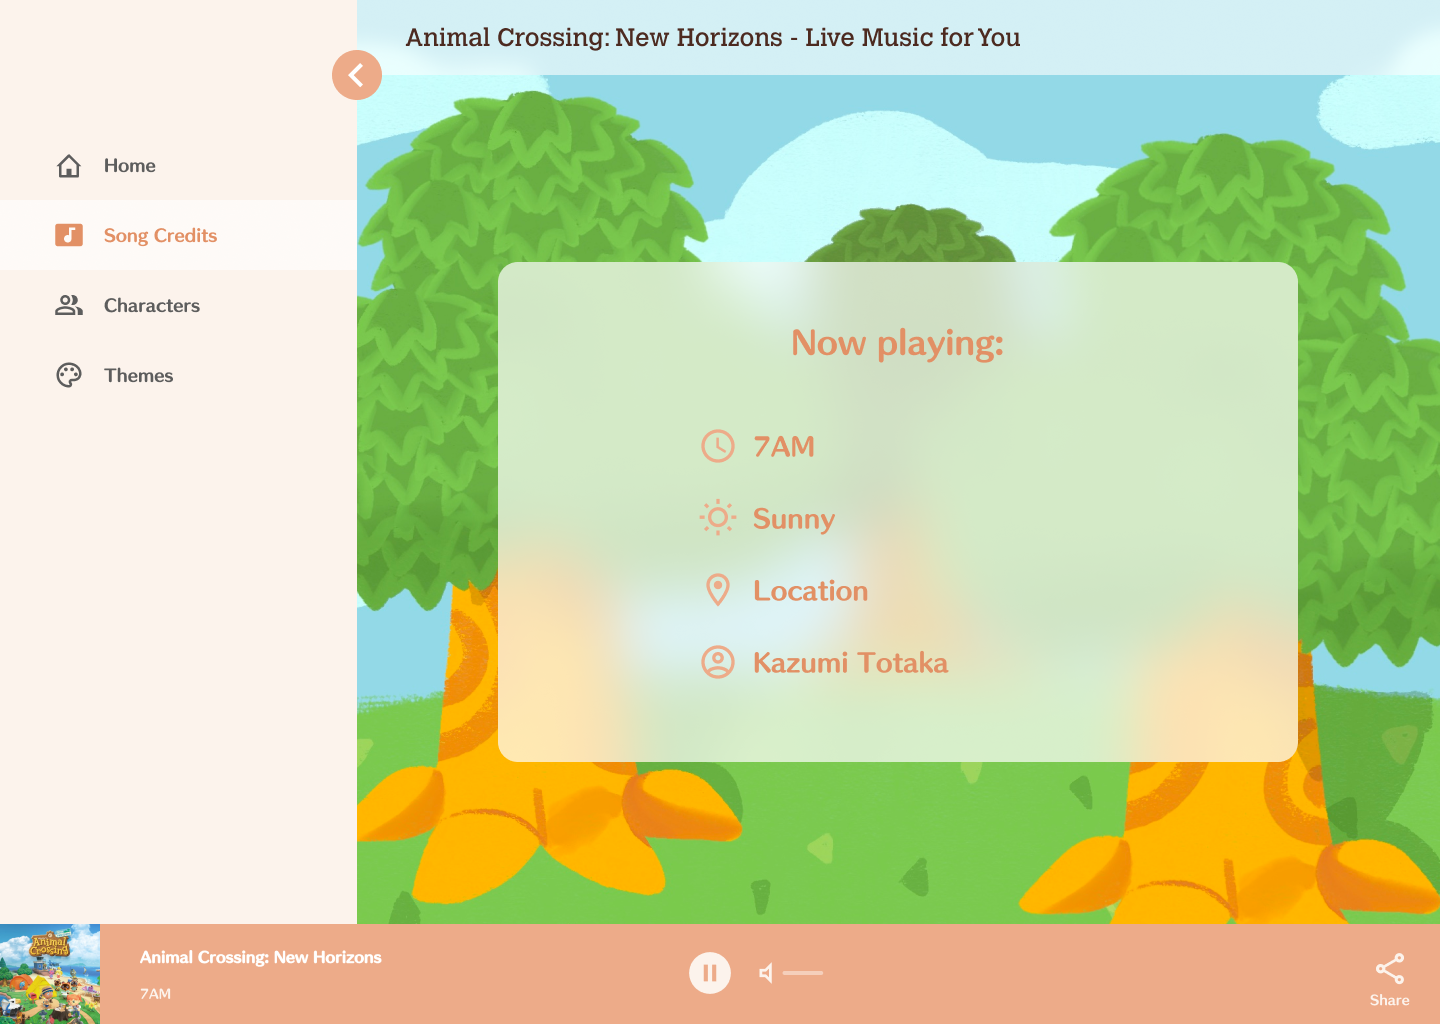 Animal Crossing: New Horizons - Live Music for You
Home
Song Credits
Characters
Themes
Now playing:
7AM
Sunny
Location
Kazumi Totaka
Animal Crossing
Animal Crossing: New Horizons
7AM
Share